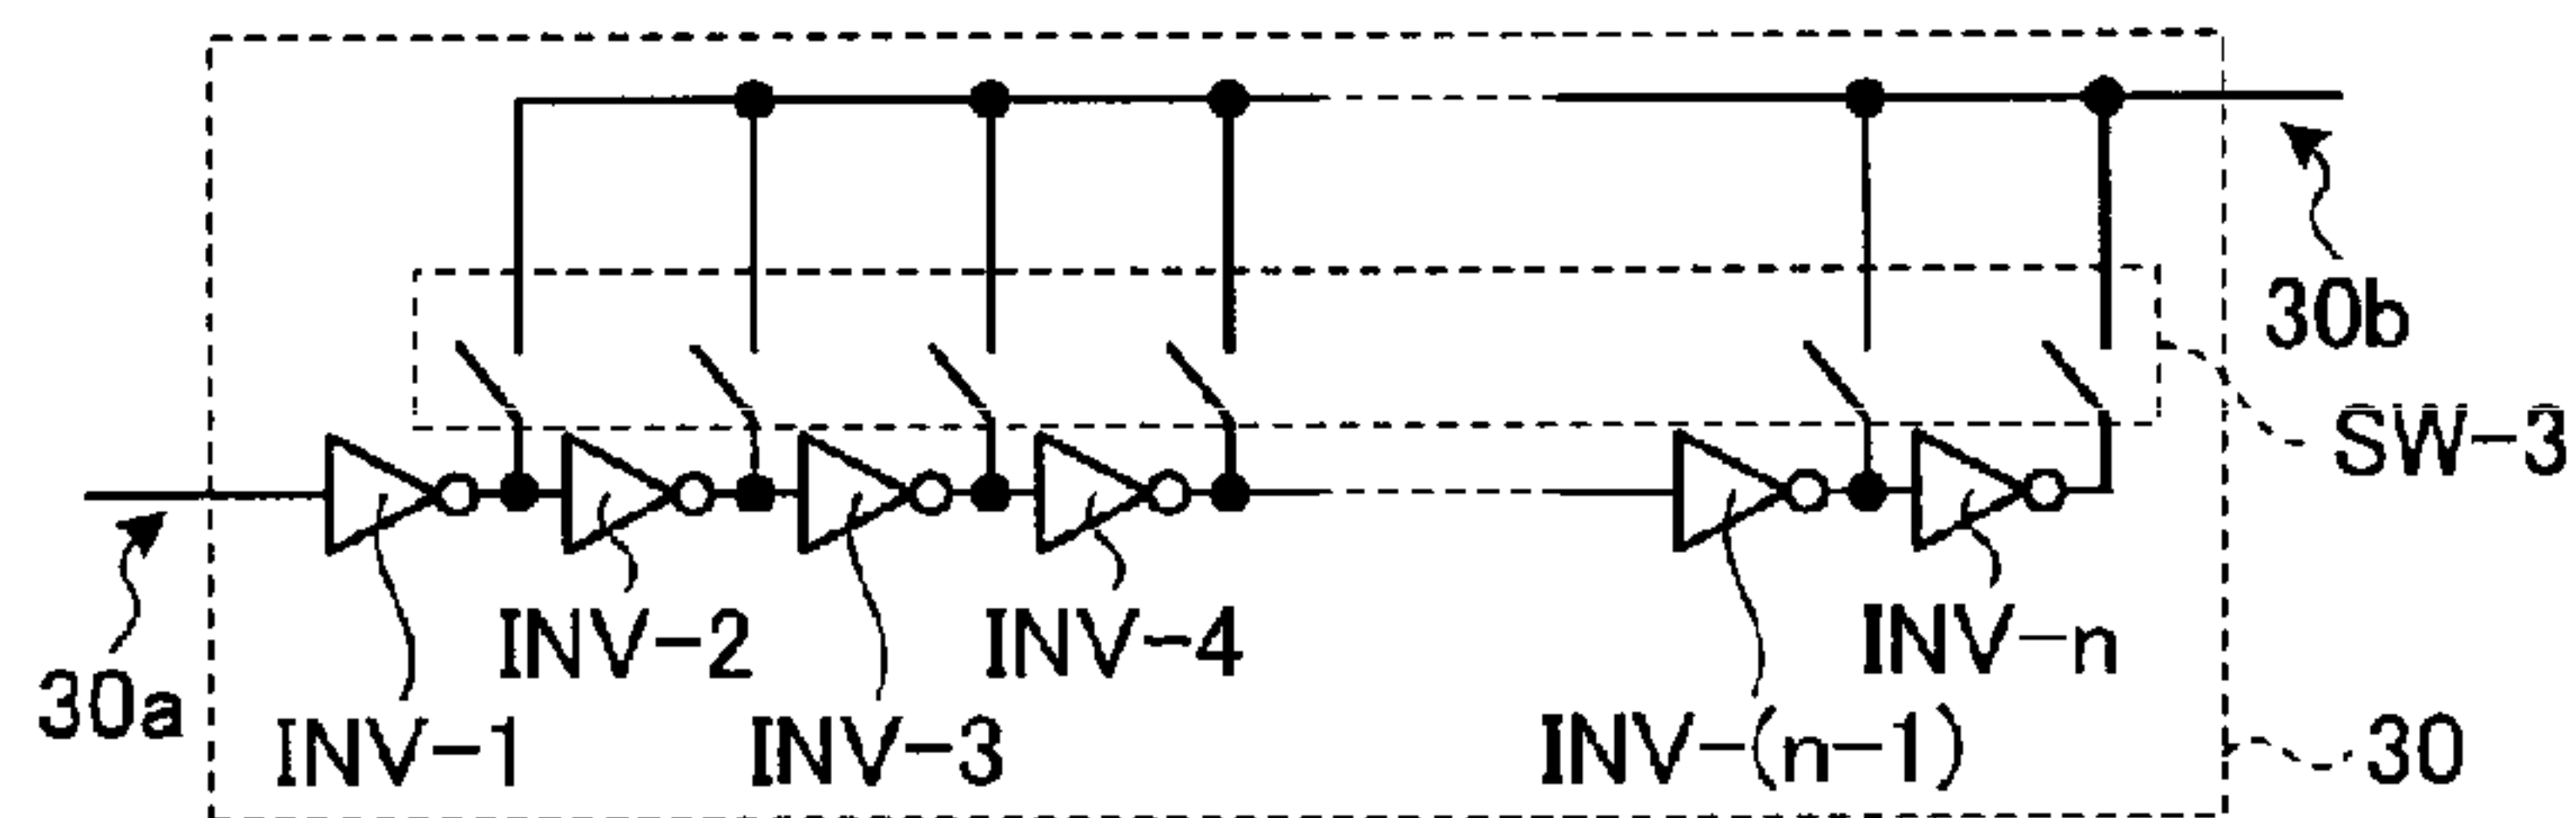 30b
SW-3
INV-2
INV-4
INV-n
30a
INV-1
INV-3
INV-(n-1)
30